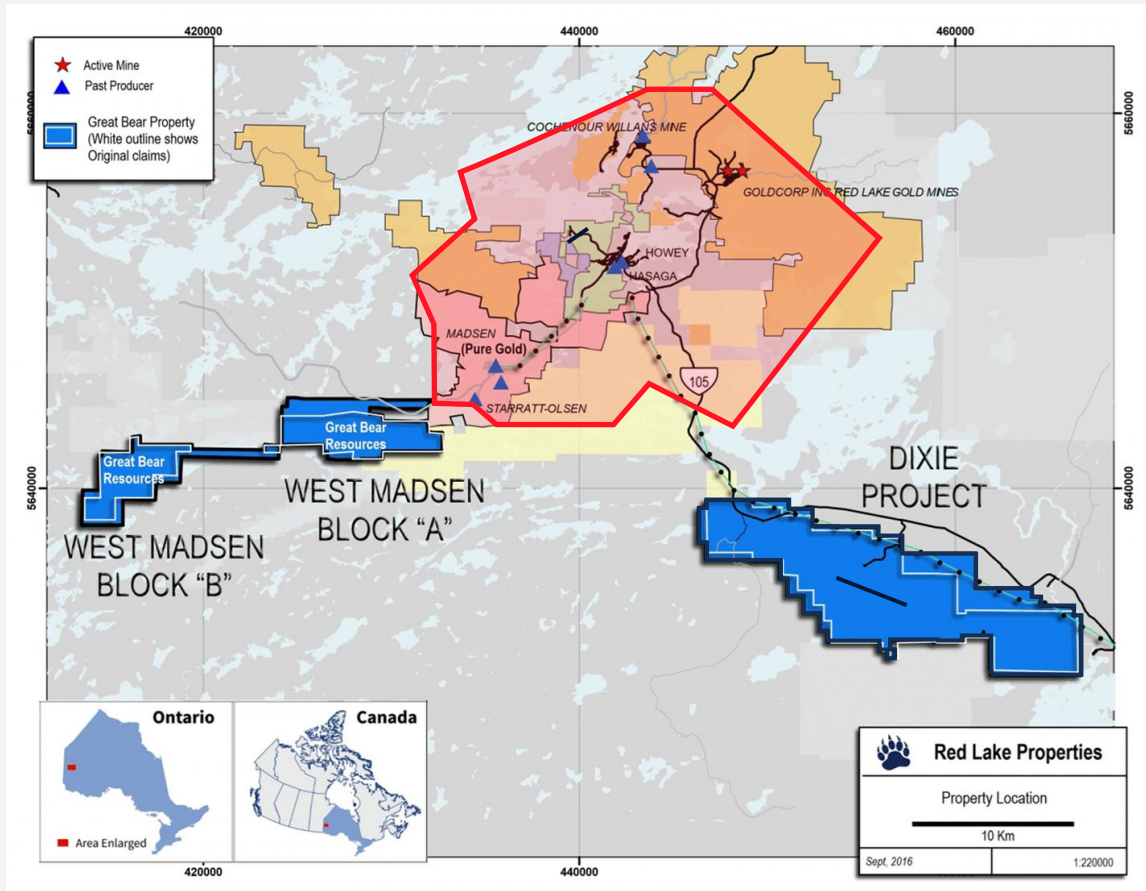 420000
440000
460000
Active Mine
Past Producer
Great Bear Property
(White outline shows
Original claims)
5660000
5660000
COCHENOUR WILLANS MINE
GOLDCORP INC RED LAKE GOLD MINES
HOWEY
HASAGA
MADSEN
(Pure Gold)
105
STARRATT-OLSEN
Great Bear
Resources
Great Bear
Resources
WEST MADSEN
BLOCK “A”
WEST MADSEN
BLOCK “B”
DIXIE
PROJECT
5640000
5640000
Ontario
Area Enlarged
Canada
Red Lake Properties
Property Location
10 Km
Sept, 2016
1:220000
420000
440000